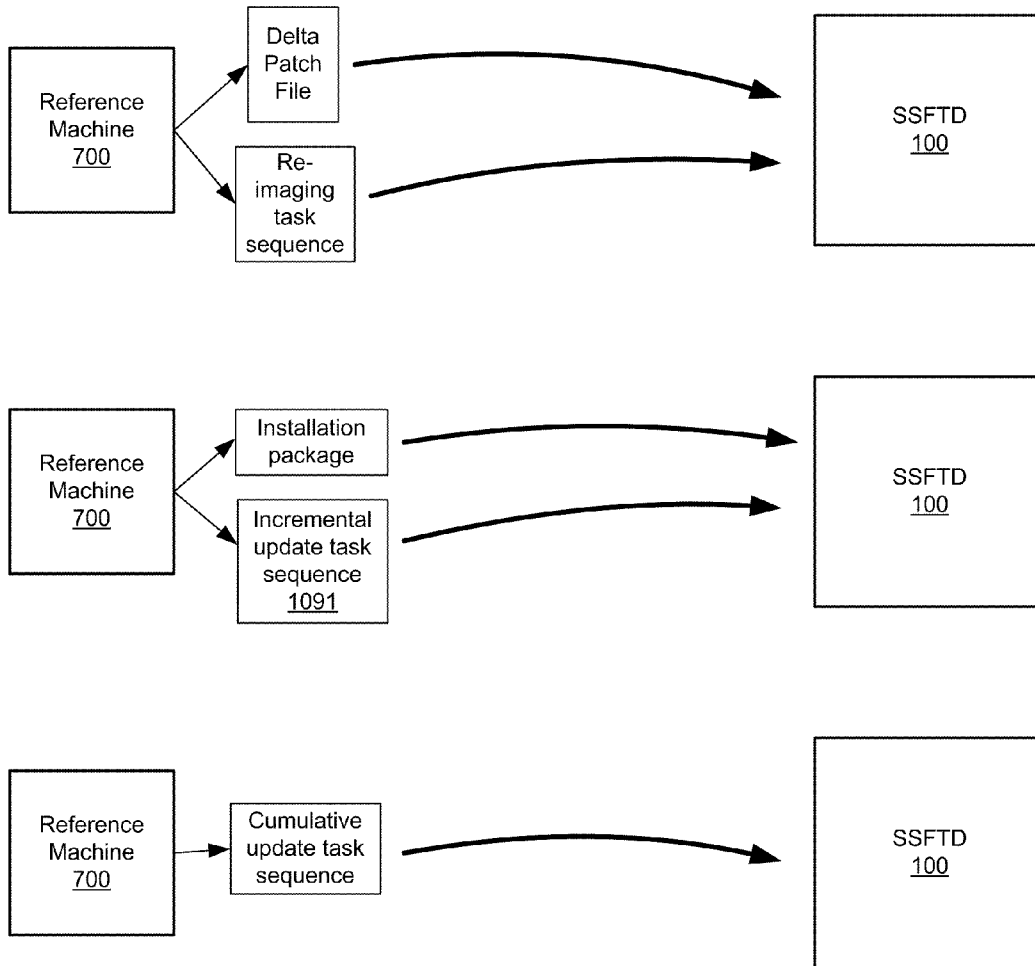 Delta
Patch
File
Reference
Machine
700
Re-
imaging
task
sequence
SSFTD
100
Reference
Machine
700
Installation
package
Incremental
update task
sequence
1091
SSFTD
100
Reference
Machine
700
Cumulative
update task
sequence
SSFTD
100